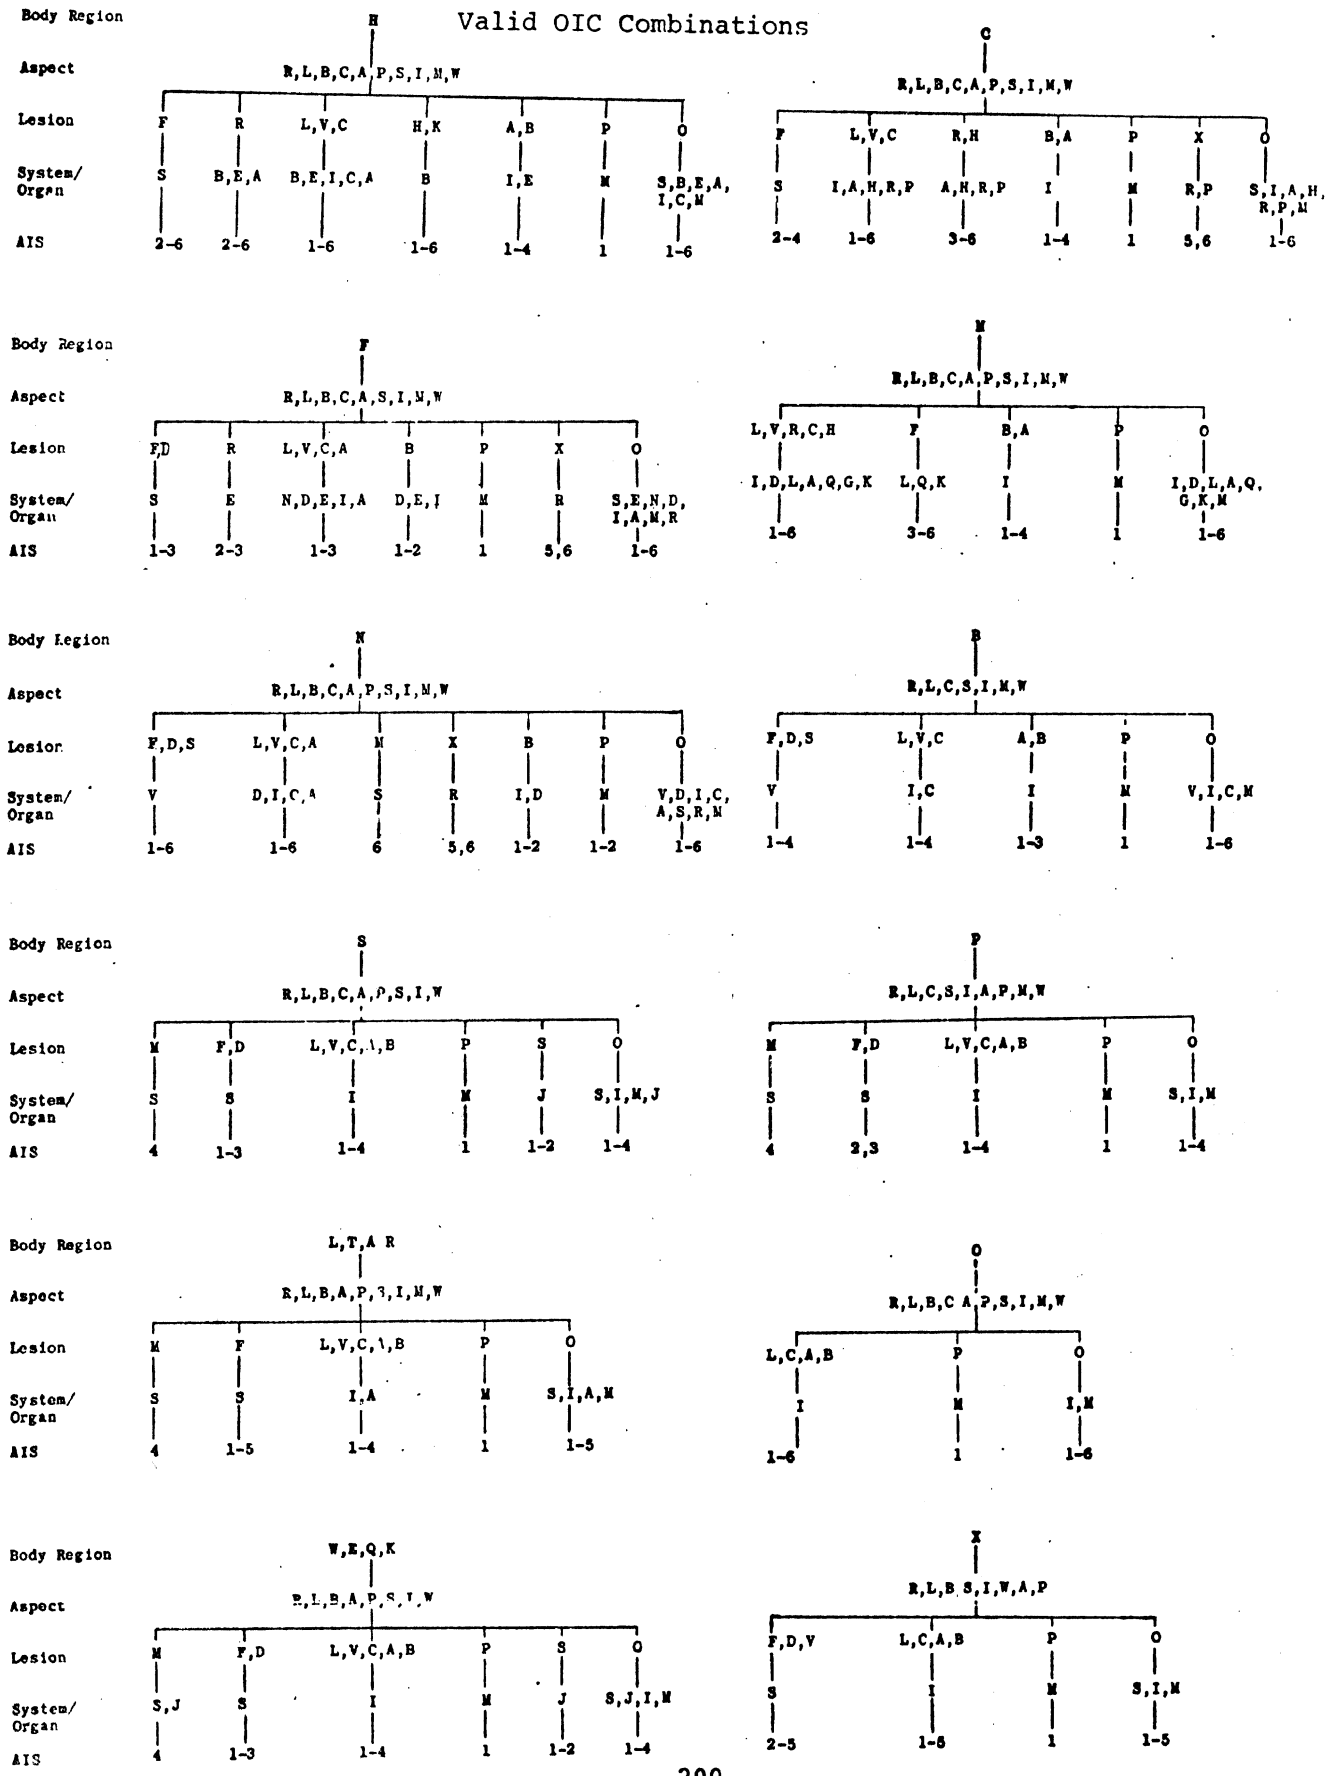 Valid OIC Combinations
Body Region H
Aspect R,L,B,C,A,P,S,I,M,W
Lesion F R L,V,C H,K A,B P O
System/ S B,E,A B,E,I,C,A B I,E M S,B,E,A,
Organ I,C,M
AIS 2-6 2-6 1-6 1-6 1-4 1 1-6
C
R,L,B,C,A,P,S,I,M,W
F L,V,C R,H B,A P X O
S I,A,H,R,P A,H,R,P I M R,P S,I,A,H,
R,P,M
2-4 1-6 3-6 1-4 1 5,6 1-6
Body Region F
Aspect R,L,B,C,A,S,I,M,W
Lesion F,D R L,V,C,A B P X O
System/ S E N,D,E,I,A D,E,I M R S,E,N,D,
Organ I,A,M,R
AIS 1-3 2-3 1-3 1-2 1 5,6 1-6
M
R,L,B,C,A,P,S,I,M,W
L,V,R,C,H F B,A P O
I,D,L,A,Q,G,K L,Q,K I M I,D,L,A,Q,
G,K,M
1-6 3-6 1-4 1 1-6
Body Region N
Aspect R,L,B,C,A,P,S,I,M,W
Lesion F,D,S L,V,C,A M X B P O
System/ V D,I,C,A S R I,D M V,D,I,C,
Organ A,S,R,M
AIS 1-6 1-6 6 5,6 1-2 1-2 1-6
B
R,L,C,S,I,M,W
F,D,S L,V,C A,B P O
V I,C I M V,I,C,M
1-4 1-4 1-3 1 1-6
Body Region S
Aspect R,L,B,C,A,P,S,I,W
Lesion M F,D L,V,C,A,B P S O
System/ S S I M J S,I,M,J
Organ
AIS 4 1-3 1-4 1 1-2 1-4
P
R,L,C,S,I,A,P,M,W
M F,D L,V,C,A,B P O
S S I M S,I,M
4 2,3 1-4 1 1-4
Body Region L,T,A R
Aspect R,L,B,A,P,S,I,M,W
Lesion M F L,V,C,A,B P O
System/ S S I,A M S,I,A,M
Organ
AIS 4 1-5 1-4 1 1-5
O
R,L,B,C A,P,S,I,M,W
L,C,A,B P O
I M I,M
1-6 1 1-6
Body Region W,E,Q,K
Aspect R,L,B,A,P,S,I,W
Lesion M F,D L,V,C,A,B P S O
System/ S,J S I M J S,J,I,M
Organ
AIS 4 1-3 1-4 1 1-2 1-4
X
R,L,B S,I,W,A,P
F,D,V L,C,A,B P O
S I M S,I,M
2-5 1 1-5